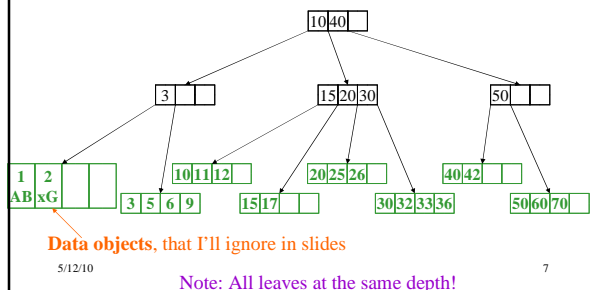 10 40
3 15 20 30 50
1 2 10 11 12 20 25 26 40 42
AB xG 3 5 6 9 15 17 30 32 33 36 50 60 70
Data objects, that I'll ignore in slides
5/12/10 7
Note: All leaves at the same depth!